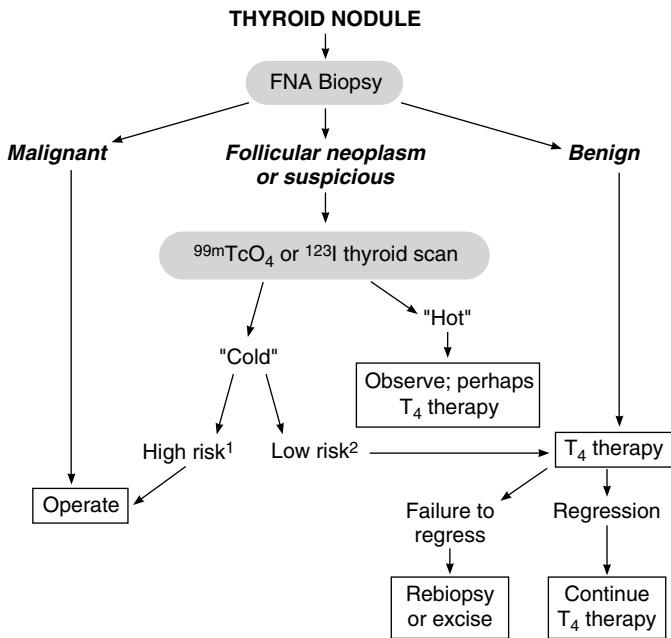 THYROID NODULE
FNA Biopsy
Malignant
Follicular neoplasm
or suspicious
Benign
⁹⁹ᵐTcO₄ or ¹²³I thyroid scan
"Hot"
"Cold"
Observe; perhaps
T₄ therapy
High risk¹
Low risk²
T₄ therapy
Operate
Failure to
regress
Regression
Rebiopsy
or excise
Continue
T₄ therapy